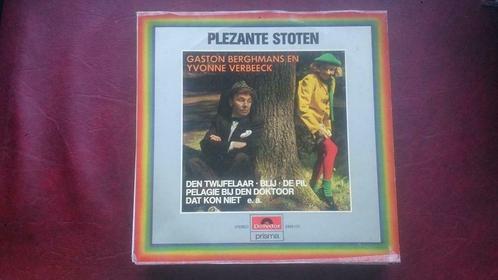 PLEZANTE STOTEN
GASTON BERGHMANS EN
YVONNE VERBEECK
DEN TWIJFELAAR · BLIJ · DE PIL
PELAGIE BIJ DEN DOKTOOR
DAT KON NIET e.a.
STEREO
Polydor
prisma